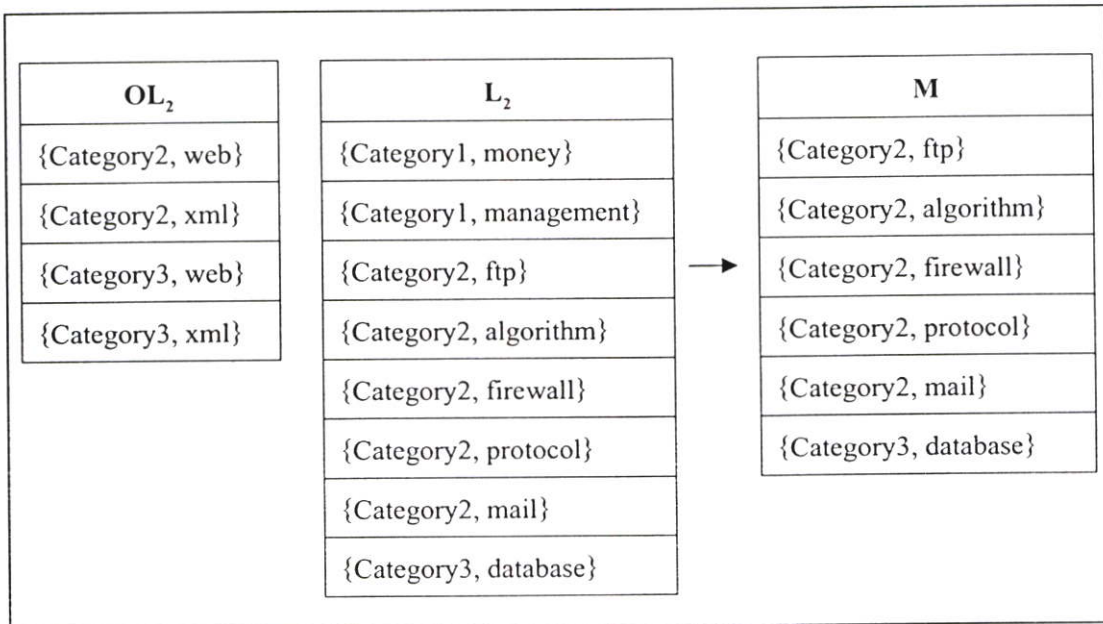 OL₂
{Category2, web}
{Category2, xml}
{Category3, web}
{Category3, xml}
L₂
{Category1, money}
{Category1, management}
{Category2, ftp}
{Category2, algorithm}
{Category2, firewall}
{Category2, protocol}
{Category2, mail}
{Category3, database}
M
{Category2, ftp}
{Category2, algorithm}
{Category2, firewall}
{Category2, protocol}
{Category2, mail}
{Category3, database}